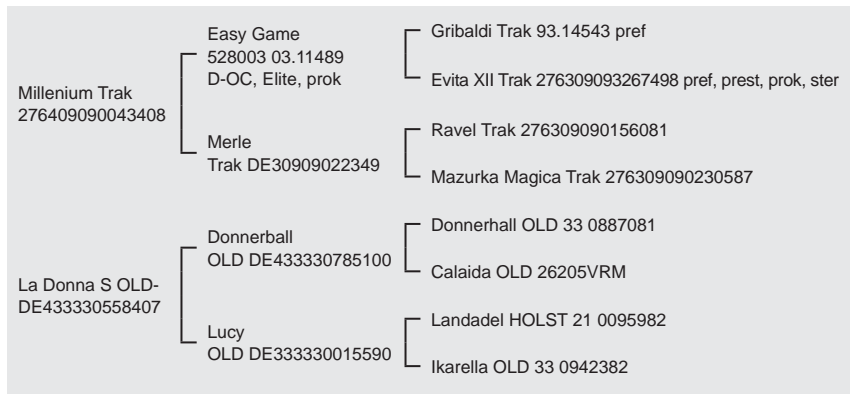 Millenium Trak
276409090043408
Easy Game
528003 03.11489
D-OC, Elite, prok
Gribaldi Trak 93.14543 pref
Evita XII Trak 276309093267498 pref, prest, prok, ster
Merle
Trak DE30909022349
Ravel Trak 276309090156081
Mazurka Magica Trak 276309090230587
La Donna S OLD-
DE433330558407
Donnerball
OLD DE433330785100
Donnerhall OLD 33 0887081
Calaida OLD 26205VRM
Lucy
OLD DE333330015590
Landadel HOLST 21 0095982
Ikarella OLD 33 0942382